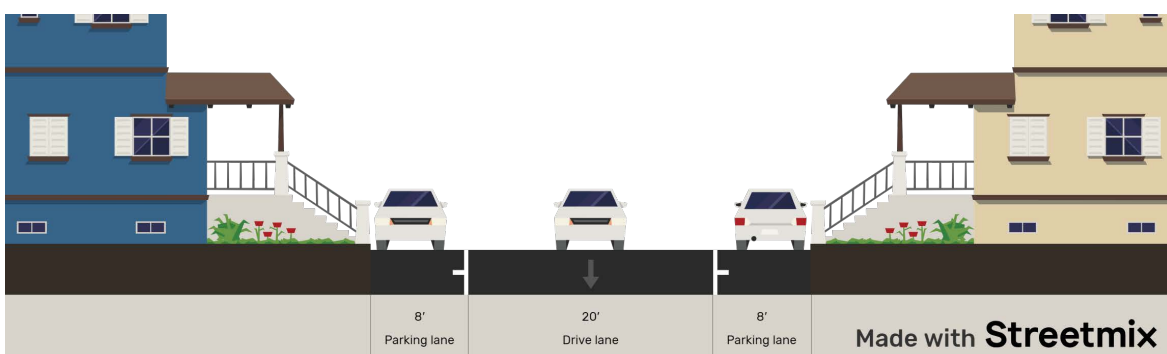 8′
Parking lane
20′
Drive lane
8′
Parking lane
Made with Streetmix